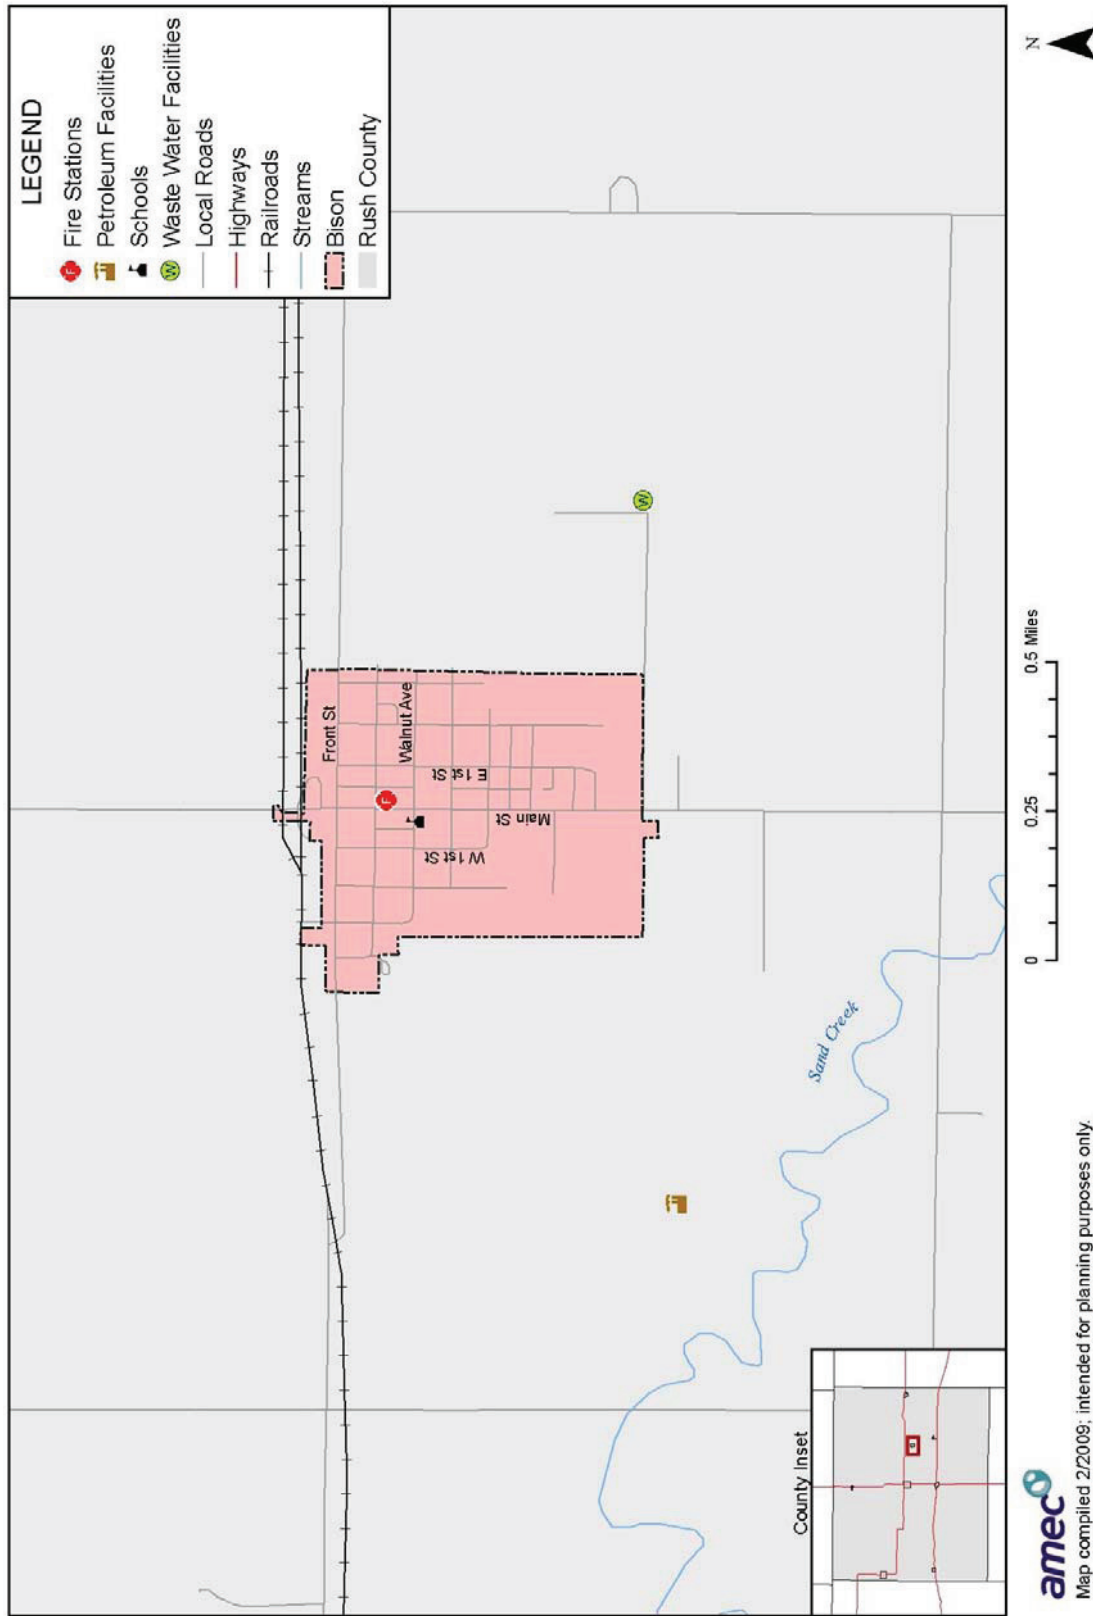 LEGEND
F Fire Stations
Petroleum Facilities
Schools
W Waste Water Facilities
Local Roads
Highways
Railroads
Streams
Bison
Rush County
Front St
Walnut Ave
E 1st St
Main St
W 1st St
F
W
Sand Creek
County Inset
amec
0 0.25 0.5 Miles
N
Map compiled 2/2009; intended for planning purposes only.